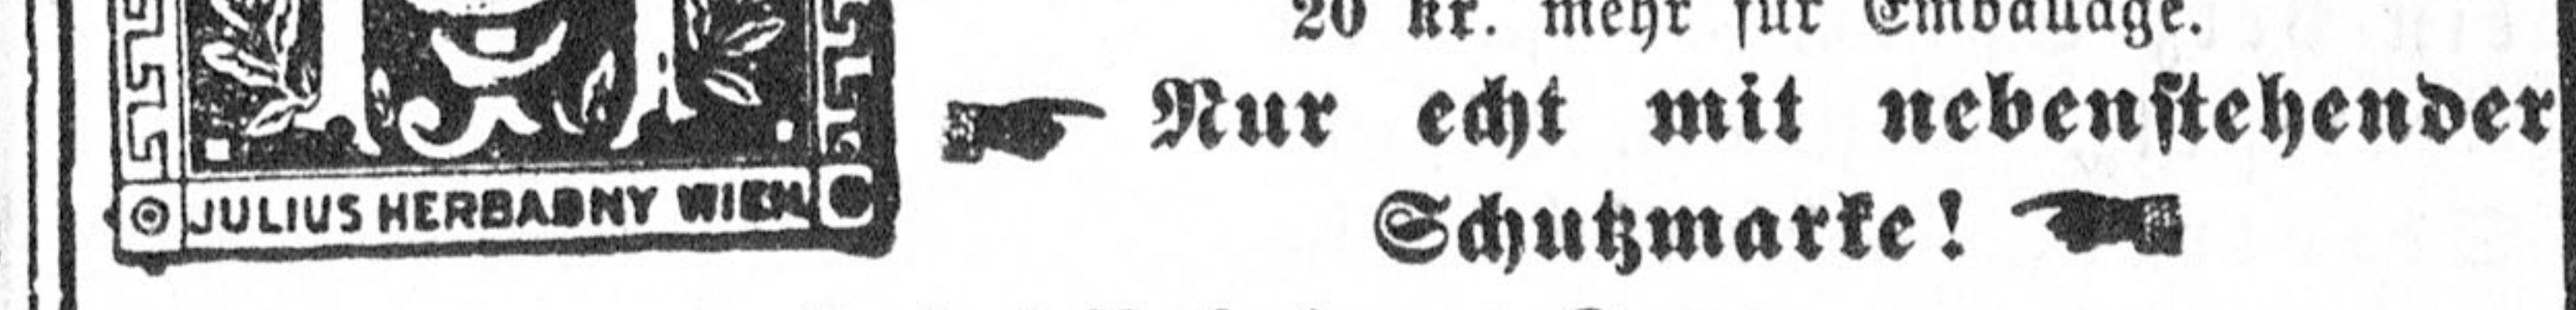 20 kr. mehr für Emballage.
Nur echt mit nebenstehender
Schutzmarke!
JULIUS HERBABNY WIEN